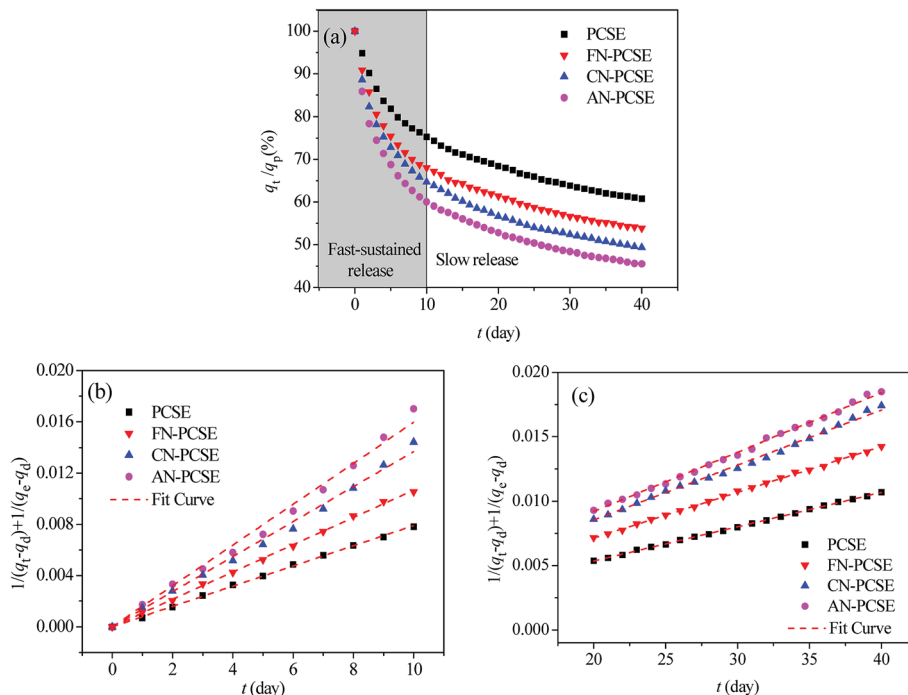 (a)
PCSE
FN-PCSE
CN-PCSE
AN-PCSE
100
90
80
70
60
50
40
q_t/q_p(%)
Fast-sustained
release
Slow release
0 10 20 30 40
t (day)
(b)
PCSE
FN-PCSE
CN-PCSE
AN-PCSE
Fit Curve
0.020
0.016
0.012
0.008
0.004
0.000
1/(q_t-q_d)+1/(q_e-q_d)
0 2 4 6 8 10
t (day)
(c)
0.020
0.015
0.010
0.005
0.000
1/(q_t-q_d)+1/(q_e-q_d)
PCSE
FN-PCSE
CN-PCSE
AN-PCSE
Fit Curve
20 25 30 35 40
t (day)